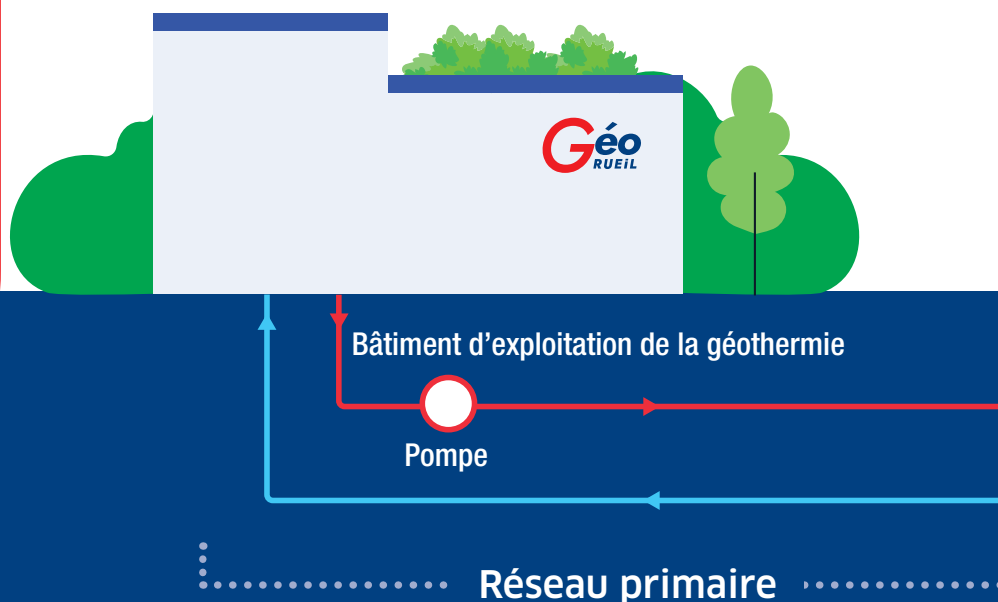 Géo
RUEiL
Bâtiment d’exploitation de la géothermie
Pompe
Réseau primaire